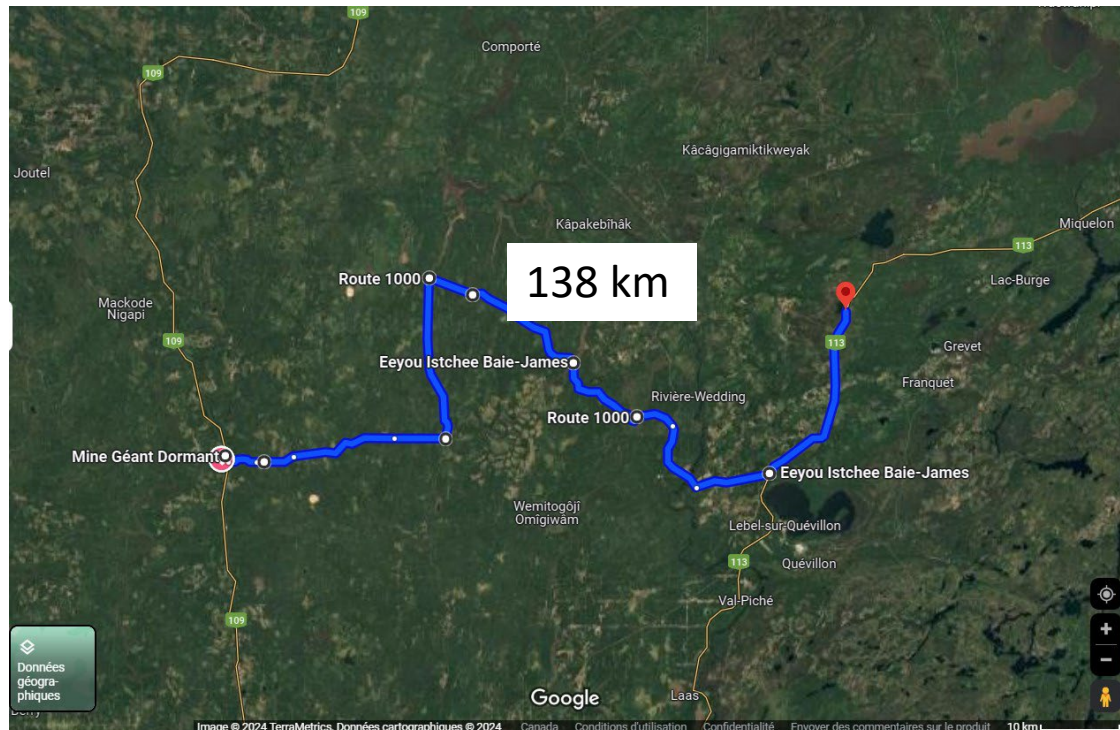 109
Comporté
109
Kâcâgigamiktikweyak
Joutel
Kâpakebîhâk
Miquelon
113
138 km
Route 1000
Lac-Burge
Mackode
Nigapi
109
113
Grevet
Eeyou Istchee Baie-James
Franquet
Rivière-Wedding
Route 1000
Mine Géant Dormant
Eeyou Istchee Baie-James
Wemitogôjî
Omîgiwâm
Lebel-sur-Quévillon
113
Quévillon
Val-Piché
109
Données
géogra-
phiques
Google
Laas
Image © 2024 TerraMetrics, Données cartographiques © 2024 Canada Conditions d'utilisation Confidentialité Envoyer des commentaires sur le produit 10 km